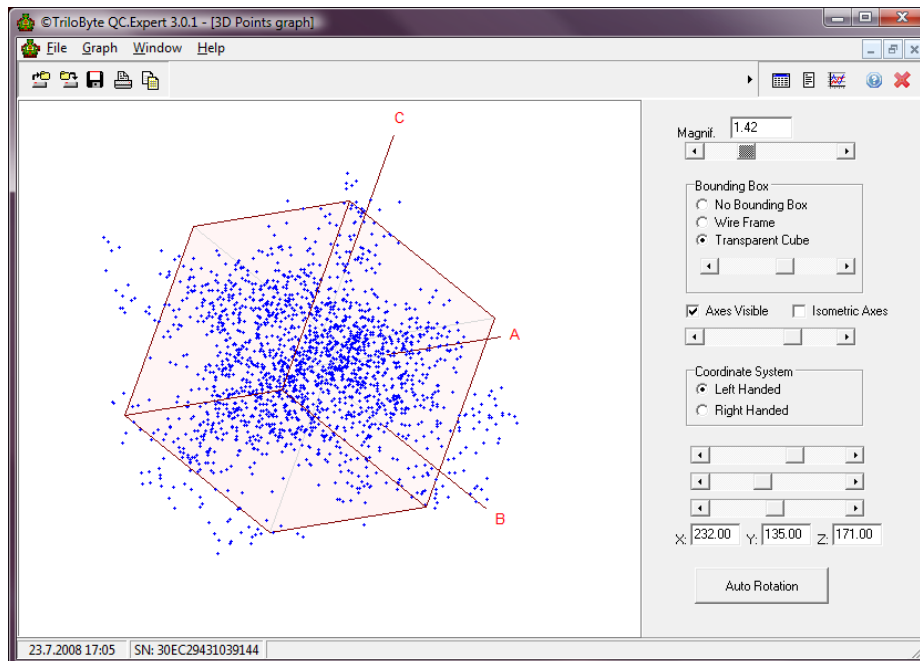 ©TriloByte QC.Expert 3.0.1 - [3D Points graph]
File Graph Window Help
Magnif. 1.42
Bounding Box
No Bounding Box
Wire Frame
Transparent Cube
Axes Visible Isometric Axes
Coordinate System
Left Handed
Right Handed
X: 232.00 Y: 135.00 Z: 171.00
Auto Rotation
C
A
B
23.7.2008 17:05 SN: 30EC29431039144